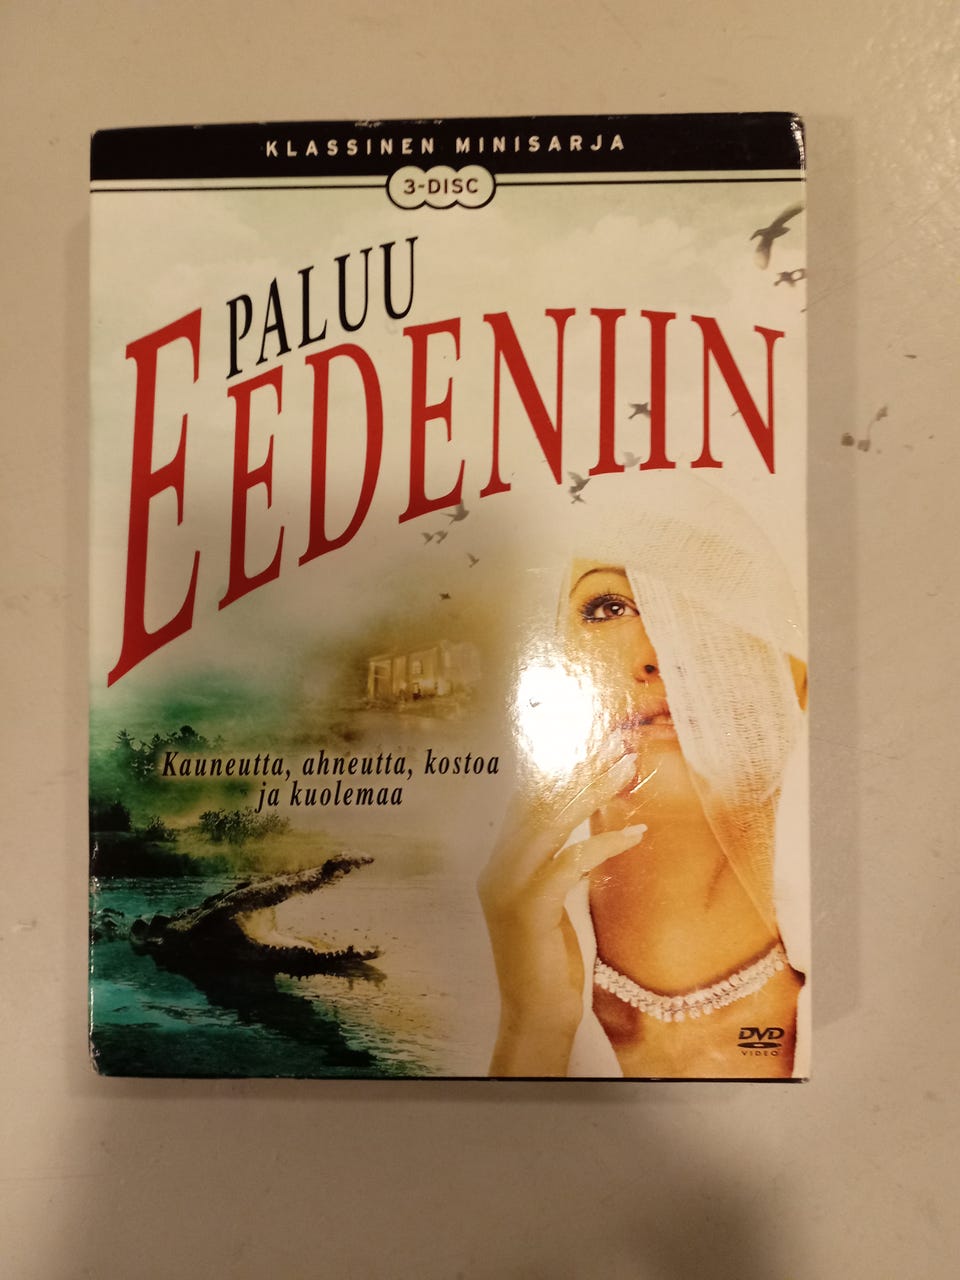 KLASSINEN MINISARJA
3-DISC
PALUU
EEDENIIN
Kauneutta, ahneutta, kostoa
ja kuolemaa
DVD
VIDEO